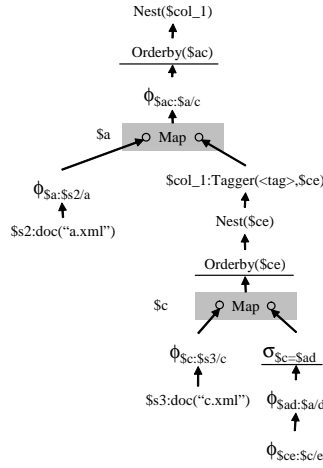 Nest($col_1)
Orderby($ac)
ϕ$ac:$a/c
$a
Map
ϕ$a:$s2/a
$col_1:Tagger(<tag>,$ce)
$s2:doc("a.xml")
Nest($ce)
Orderby($ce)
$c
Map
ϕ$c:$s3/c
σ$c=$ad
$s3:doc("c.xml")
ϕ$ad:$a/d
ϕ$ce:$c/e